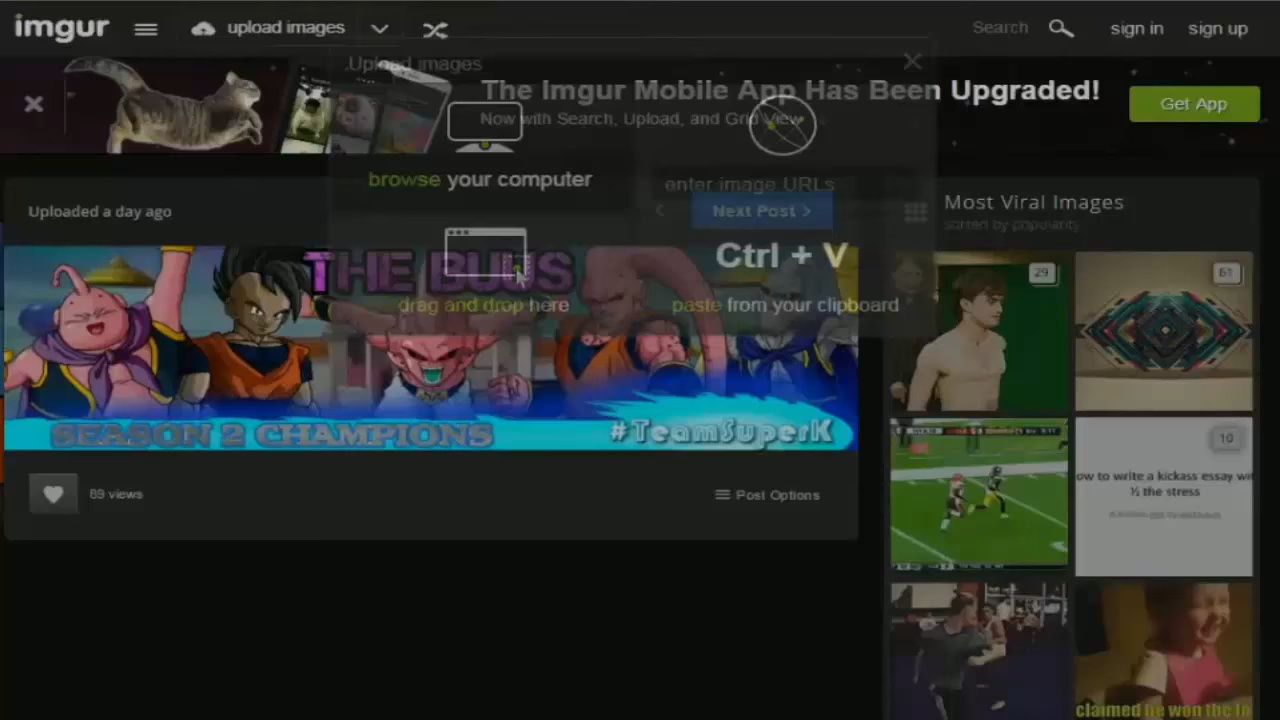 imgur
upload images
Search
sign in
sign up
Upload images
The Imgur Mobile App Has Been Upgraded!
Now with Search, Upload, and Grid View
Get App
browse your computer
enter image URLs
Uploaded a day ago
Next Post
Most Viral Images
sorted by popularity
Ctrl + V
THE BUUS
drag and drop here
paste from your clipboard
29
61
SEASON 2 CHAMPIONS
#TeamSuperK
10
ow to write a kickass essay wit
½ the stress
89 views
Post Options
claimed he won the lo